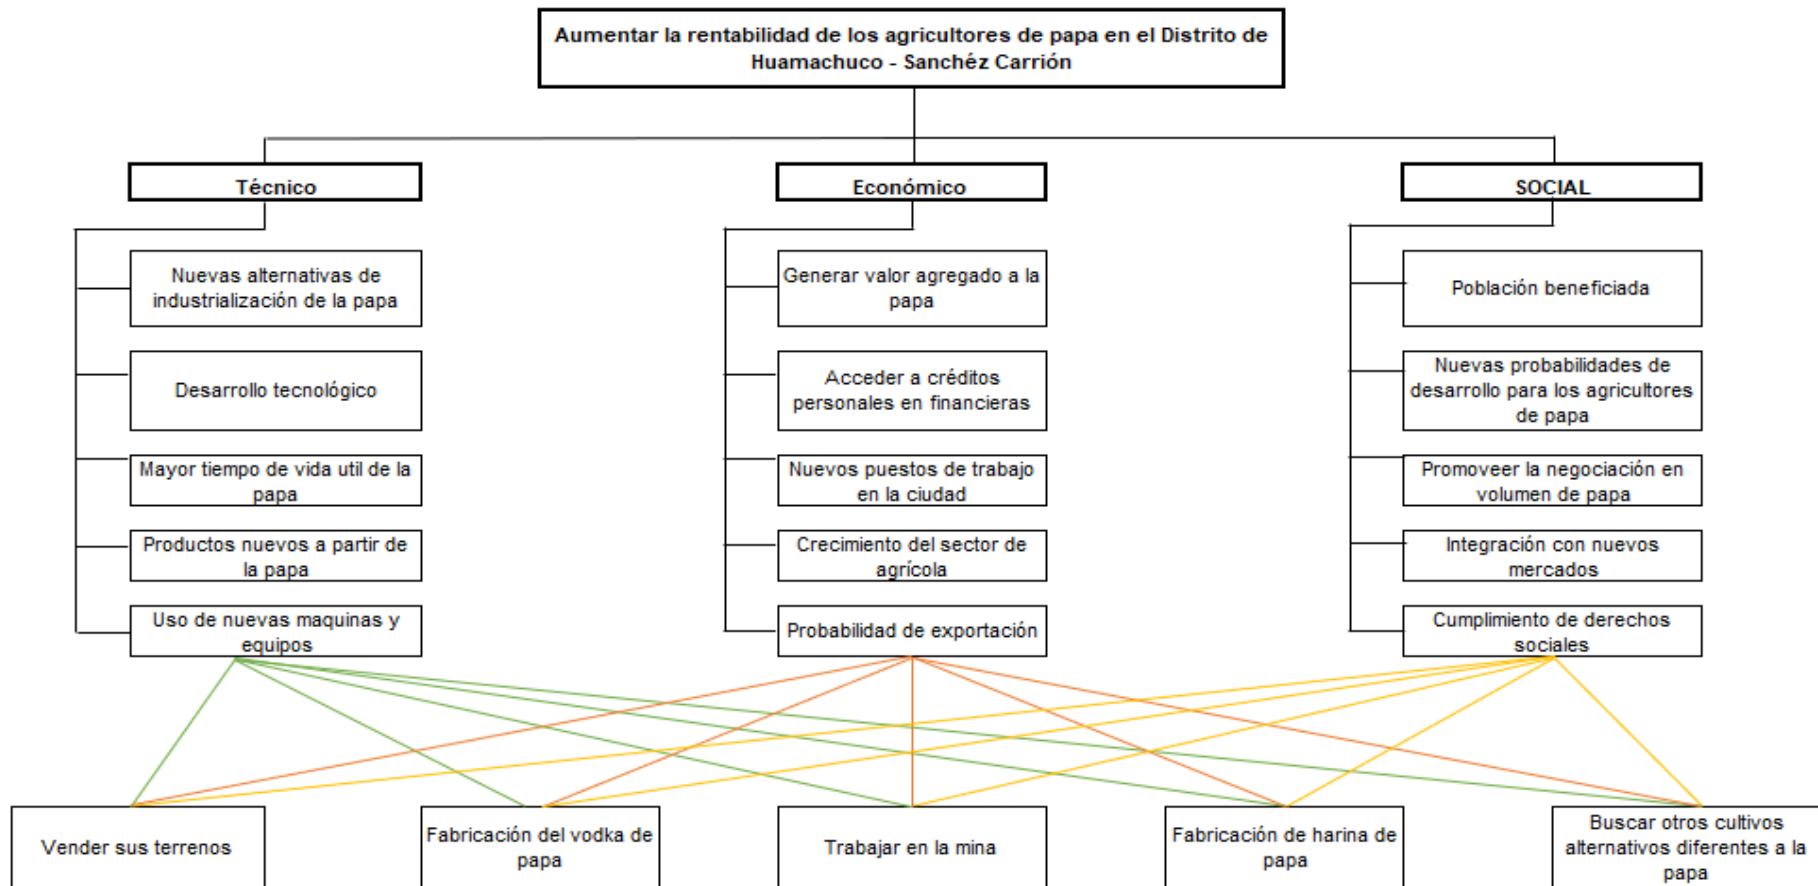 Aumentar la rentabilidad de los agricultores de papa en el Distrito de
Huamachuco - Sanchéz Carrión
Técnico
Económico
SOCIAL
Nuevas alternativas de
industrialización de la papa
Desarrollo tecnológico
Mayor tiempo de vida util de la
papa
Productos nuevos a partir de
la papa
Uso de nuevas maquinas y
equipos
Generar valor agregado a la
papa
Acceder a créditos
personales en financieras
Nuevos puestos de trabajo
en la ciudad
Crecimiento del sector de
agrícola
Probabilidad de exportación
Población beneficiada
Nuevas probabilidades de
desarrollo para los agricultores
de papa
Promoveer la negociación en
volumen de papa
Integración con nuevos
mercados
Cumplimiento de derechos
sociales
Vender sus terrenos
Fabricación del vodka de
papa
Trabajar en la mina
Fabricación de harina de
papa
Buscar otros cultivos
alternativos diferentes a la
papa